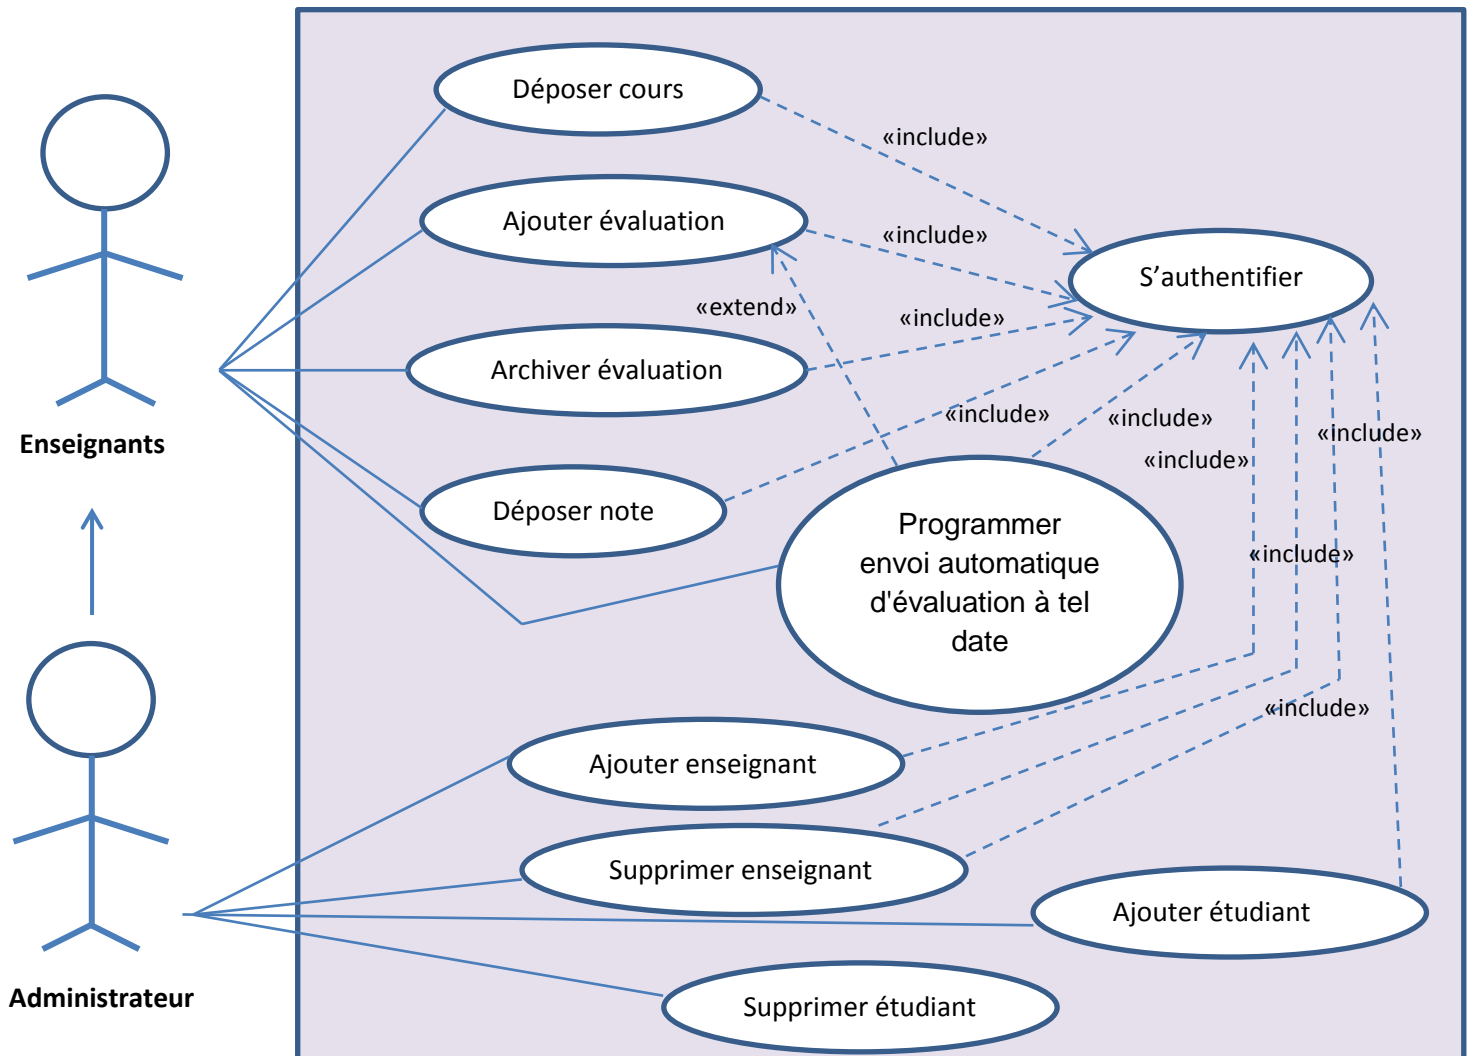 Déposer cours
«include»
Ajouter évaluation
«include»
S’authentifier
«extend»
«include»
Archiver évaluation
«include»
«include»
«include»
«include»
Enseignants
Déposer note
Programmer
envoi automatique
d'évaluation à tel
date
«include»
«include»
Ajouter enseignant
Supprimer enseignant
Ajouter étudiant
Administrateur
Supprimer étudiant